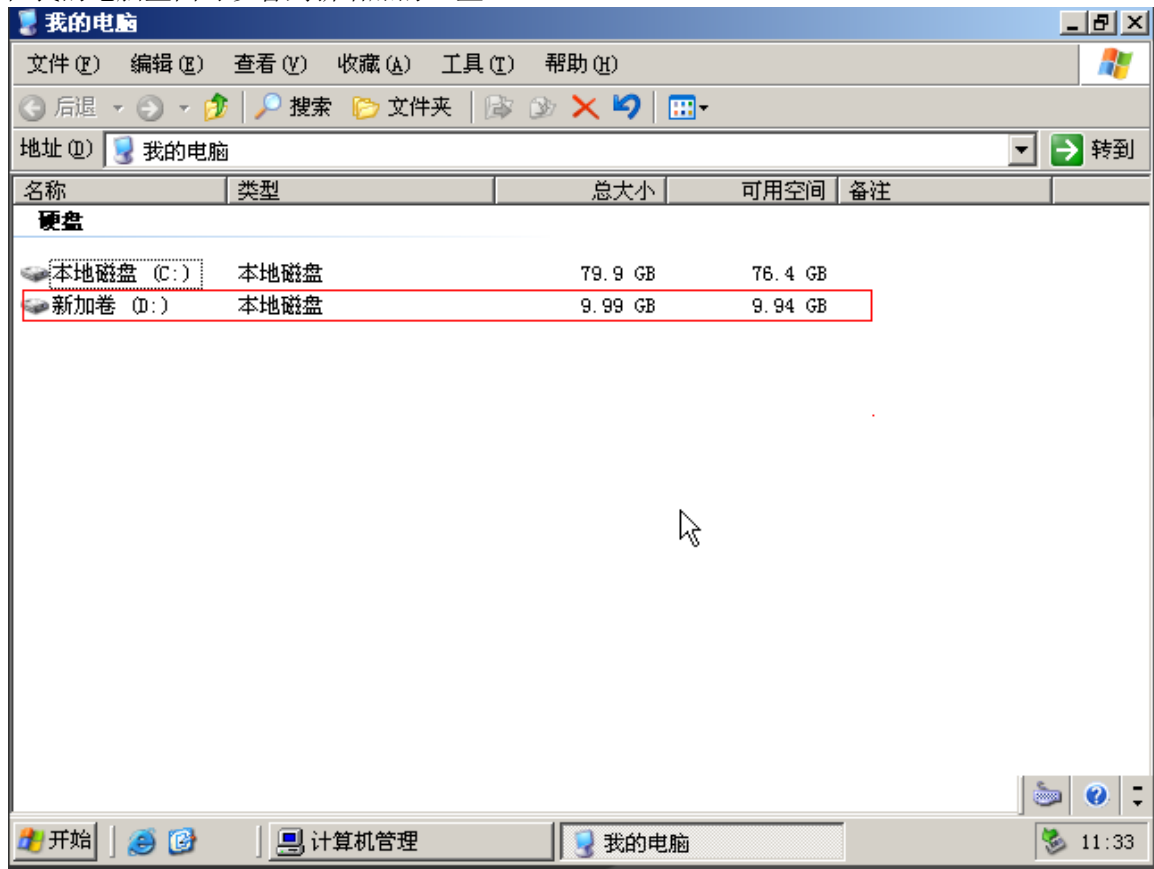 我的电脑
文件(F) 编辑(E) 查看(V) 收藏(A) 工具(T) 帮助(H)
后退 搜索 文件夹
地址(D) 我的电脑 转到
名称 类型 总大小 可用空间 备注
硬盘
本地磁盘 (C:) 本地磁盘 79.9 GB 76.4 GB
新加卷 (D:) 本地磁盘 9.99 GB 9.94 GB
开始 计算机管理 我的电脑 11:33